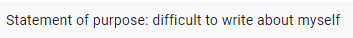 Statement of purpose: difficult to write about myself